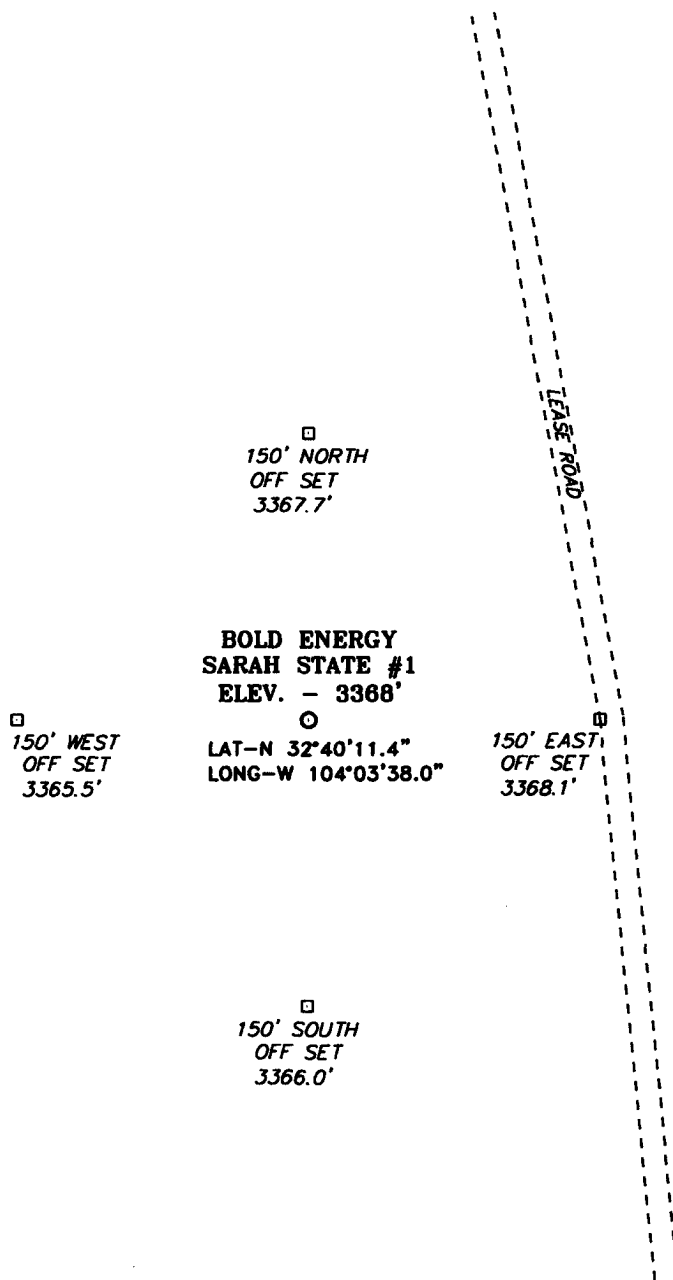 LEASE ROAD
150' NORTH
OFF SET
3367.7'
BOLD ENERGY
SARAH STATE #1
ELEV. - 3368'
LAT-N 32°40'11.4"
LONG-W 104°03'38.0"
150' WEST
OFF SET
3365.5'
150' EAST
OFF SET
3368.1'
150' SOUTH
OFF SET
3366.0'